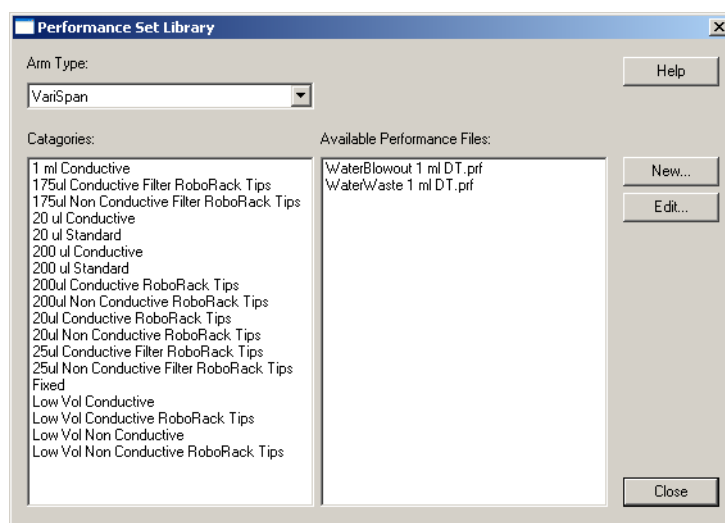 Performance Set Library
Arm Type:
VariSpan
Help
Catagories:
1 ml Conductive
175ul Conductive Filter RoboRack Tips
175ul Non Conductive Filter RoboRack Tips
20 ul Conductive
20 ul Standard
200 ul Conductive
200 ul Standard
200ul Conductive RoboRack Tips
200ul Non Conductive RoboRack Tips
20ul Conductive RoboRack Tips
20ul Non Conductive RoboRack Tips
25ul Conductive Filter RoboRack Tips
25ul Non Conductive Filter RoboRack Tips
Fixed
Low Vol Conductive
Low Vol Conductive RoboRack Tips
Low Vol Non Conductive
Low Vol Non Conductive RoboRack Tips
Available Performance Files:
WaterBlowout 1 ml DT.prf
WaterWaste 1 ml DT.prf
New...
Edit...
Close